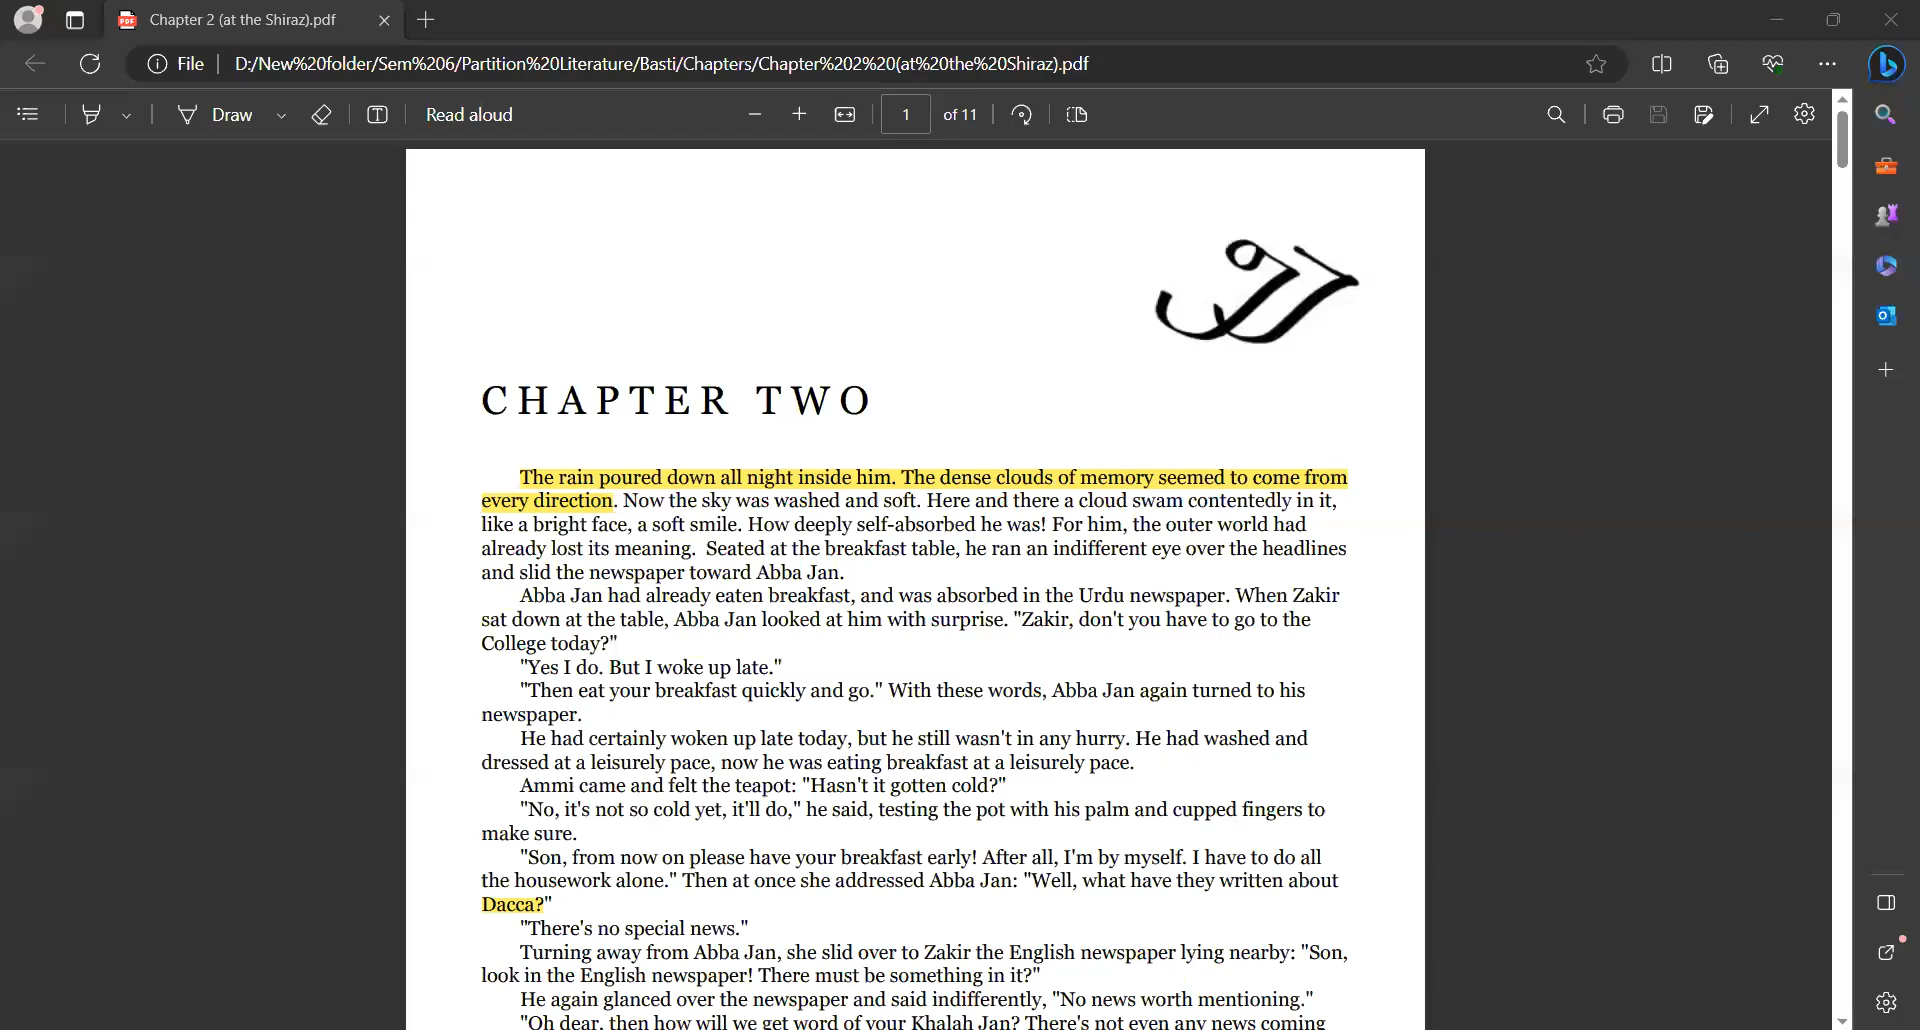 Chapter 2 (at the Shiraz).pdf
File
D:/New%20folder/Sem%206/Partition%20Literature/Basti/Chapters/Chapter%202%20(at%20the%20Shiraz).pdf
Draw
Read aloud
1 of 11
CHAPTER TWO
The rain poured down all night inside him. The dense clouds of memory seemed to come from
every direction. Now the sky was washed and soft. Here and there a cloud swam contentedly in it,
like a bright face, a soft smile. How deeply self-absorbed he was! For him, the outer world had
already lost its meaning. Seated at the breakfast table, he ran an indifferent eye over the headlines
and slid the newspaper toward Abba Jan.
Abba Jan had already eaten breakfast, and was absorbed in the Urdu newspaper. When Zakir
sat down at the table, Abba Jan looked at him with surprise. "Zakir, don't you have to go to the
College today?"
"Yes I do. But I woke up late."
"Then eat your breakfast quickly and go." With these words, Abba Jan again turned to his
newspaper.
He had certainly woken up late today, but he still wasn't in any hurry. He had washed and
dressed at a leisurely pace, now he was eating breakfast at a leisurely pace.
Ammi came and felt the teapot: "Hasn't it gotten cold?"
"No, it's not so cold yet, it'll do," he said, testing the pot with his palm and cupped fingers to
make sure.
"Son, from now on please have your breakfast early! After all, I'm by myself. I have to do all
the housework alone." Then at once she addressed Abba Jan: "Well, what have they written about
Dacca?"
"There's no special news."
Turning away from Abba Jan, she slid over to Zakir the English newspaper lying nearby: "Son,
look in the English newspaper! There must be something in it?"
He again glanced over the newspaper and said indifferently, "No news worth mentioning."
"Oh dear, then how will we get word of your Khalah Jan? There's not even any news coming